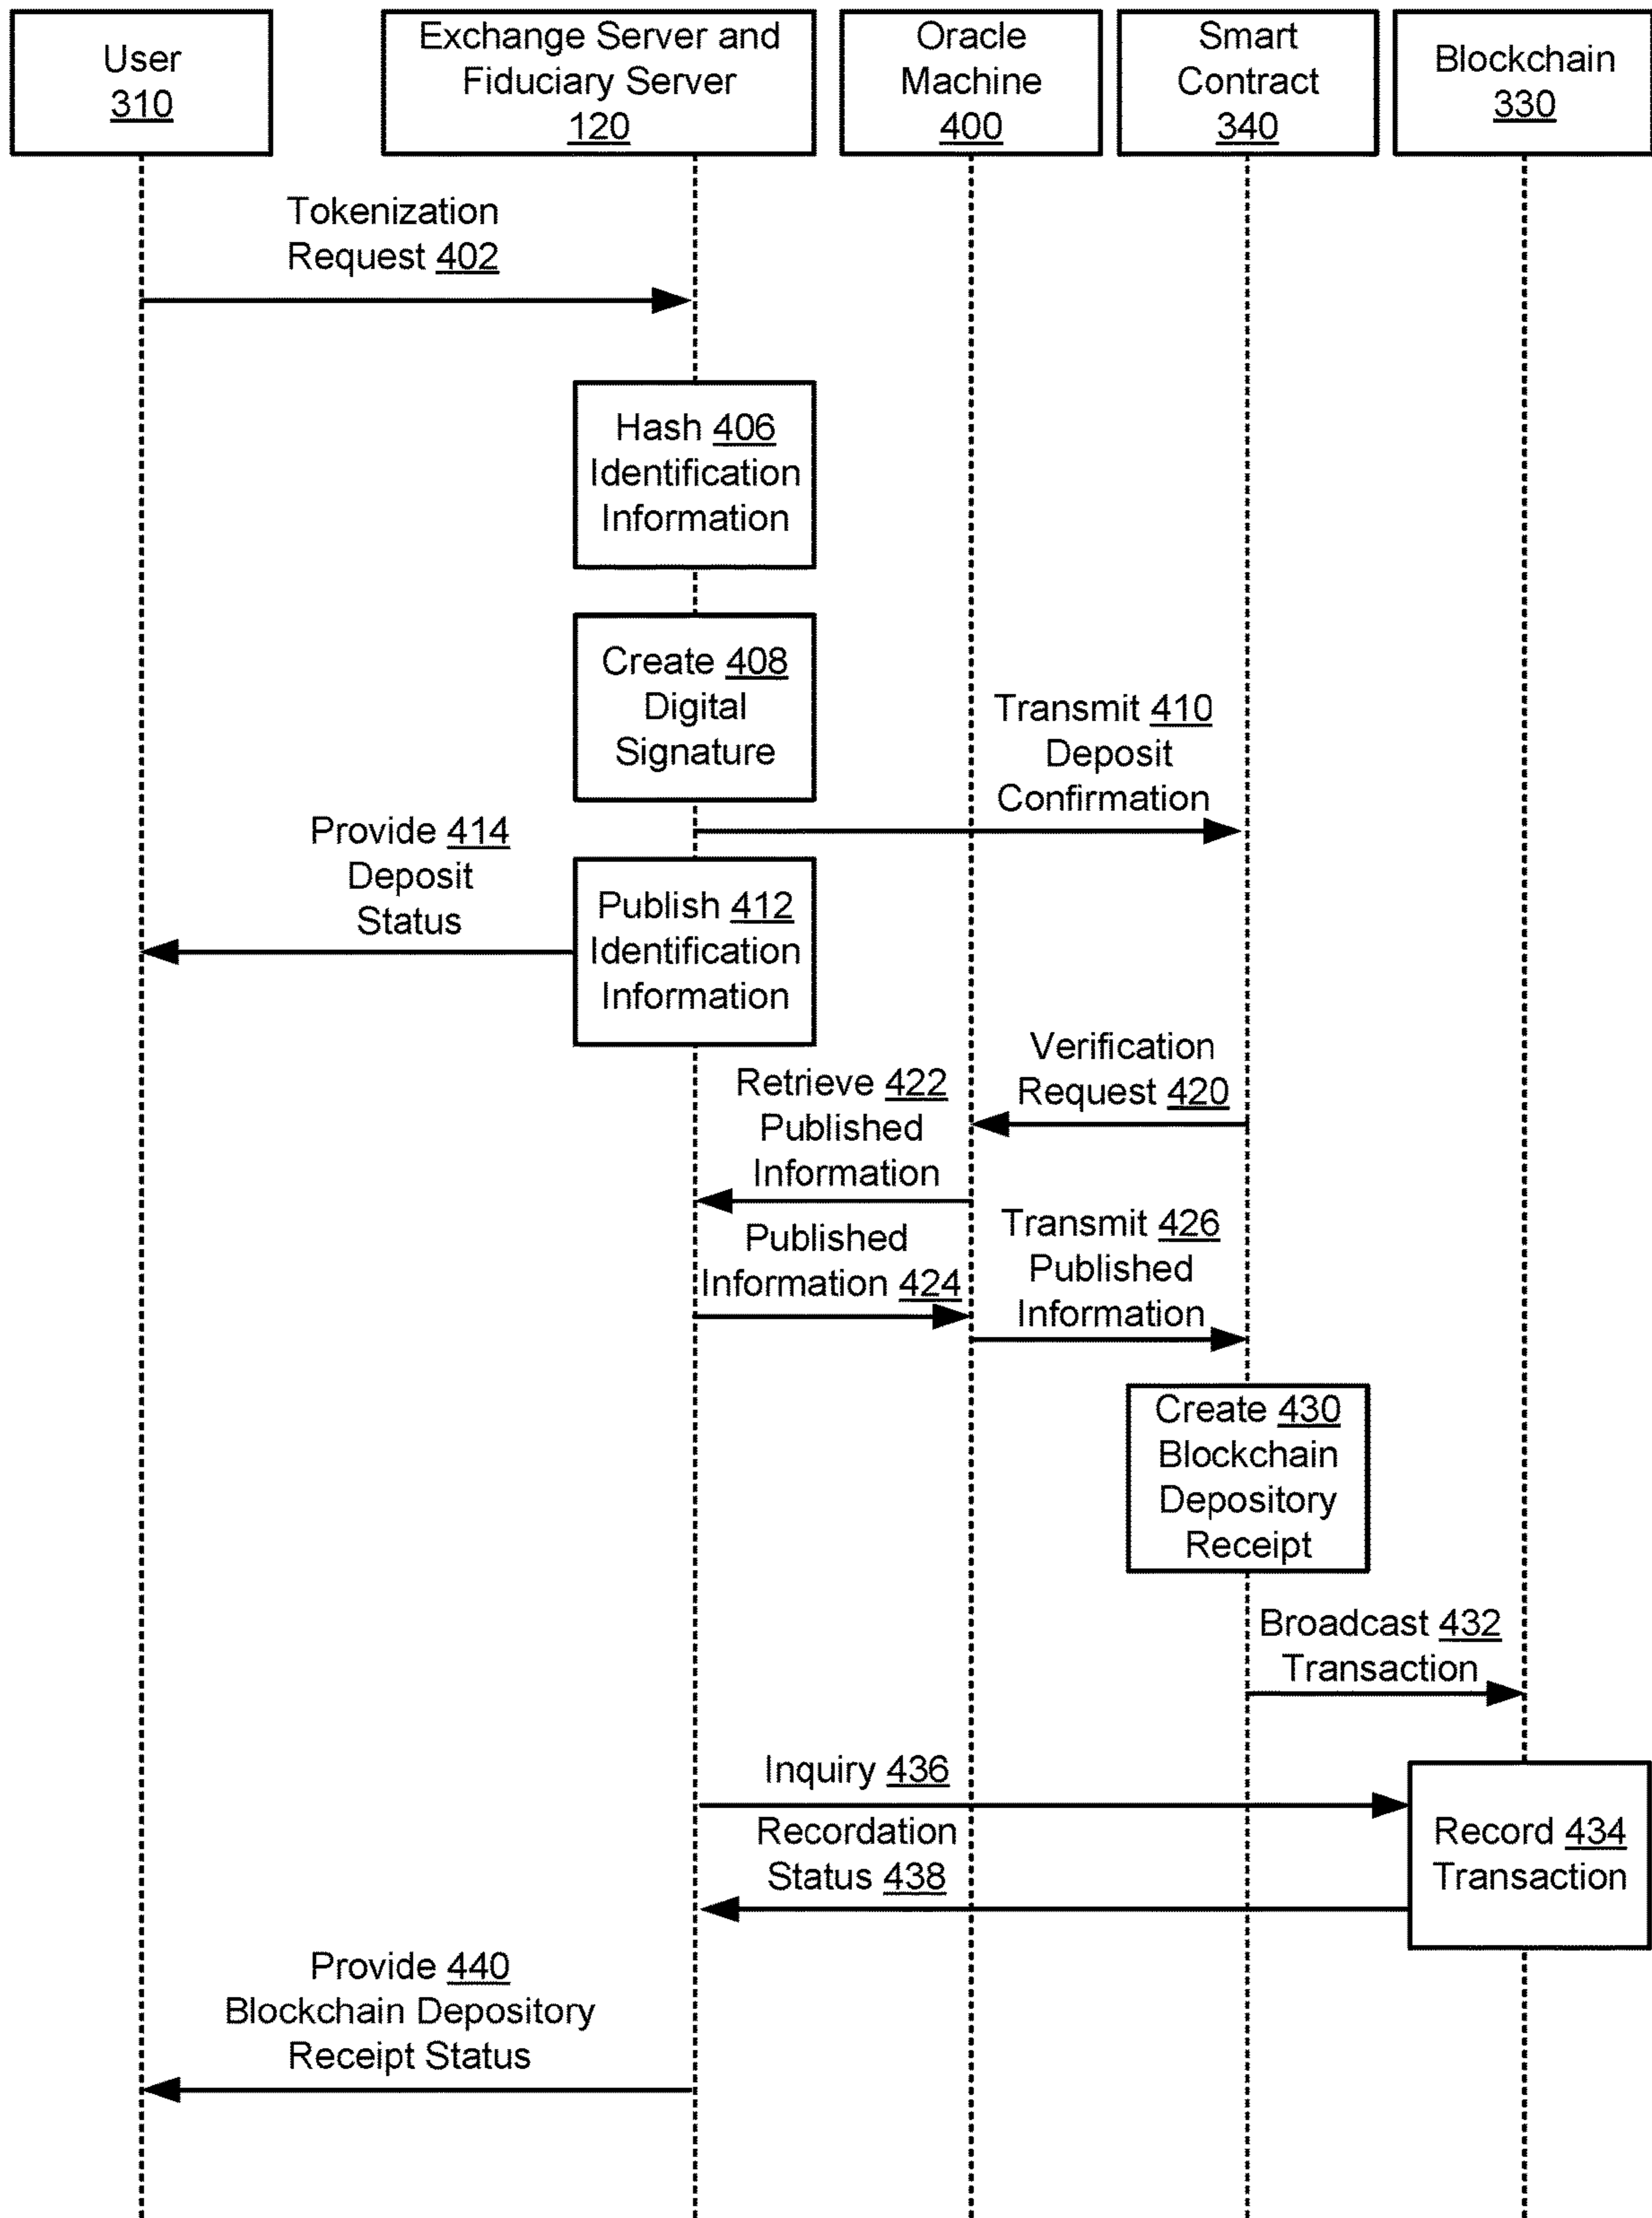 User
310
Exchange Server and
Fiduciary Server
120
Oracle
Machine
400
Smart
Contract
340
Blockchain
330
Tokenization
Request 402
Hash 406
Identification
Information
Create 408
Digital
Signature
Transmit 410
Deposit
Confirmation
Provide 414
Deposit
Status
Publish 412
Identification
Information
Verification
Request 420
Retrieve 422
Published
Information
Published
Information 424
Transmit 426
Published
Information
Create 430
Blockchain
Depository
Receipt
Broadcast 432
Transaction
Inquiry 436
Record 434
Transaction
Recordation
Status 438
Provide 440
Blockchain Depository
Receipt Status